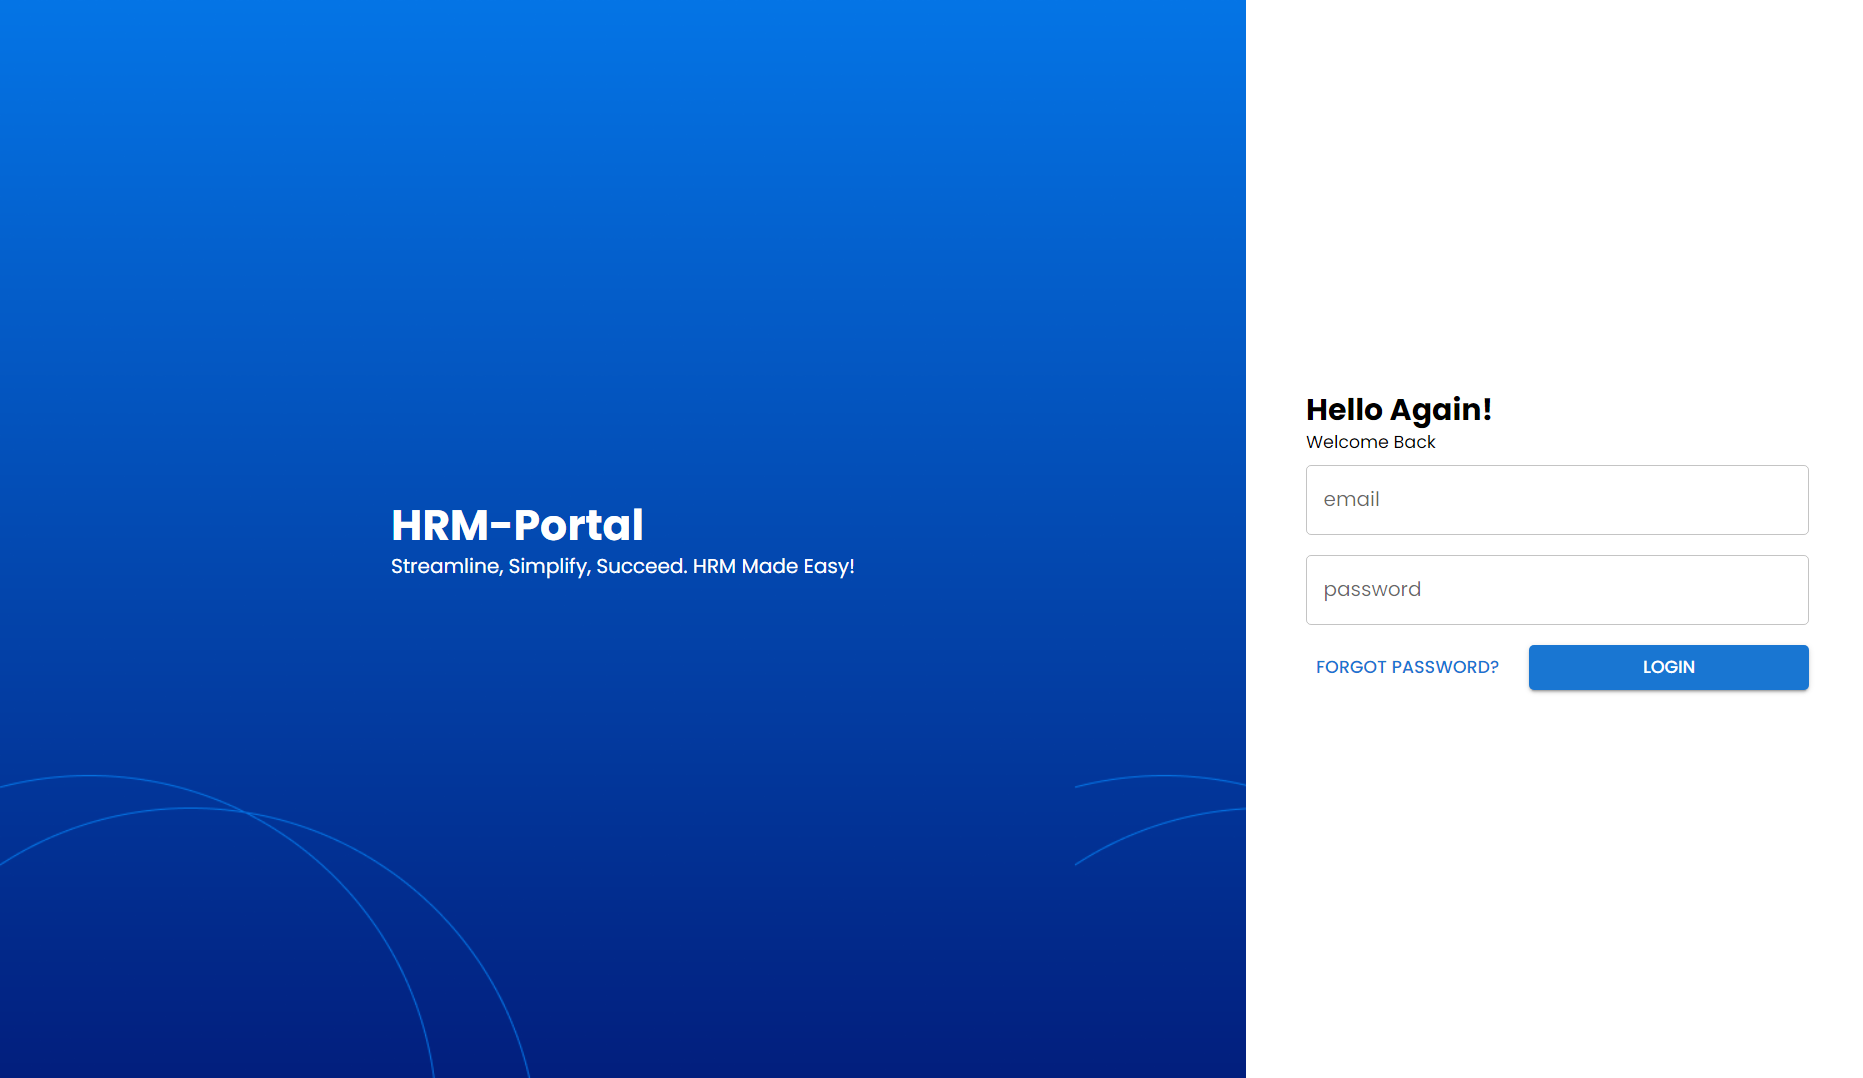 HRM-Portal
Streamline, Simplify, Succeed. HRM Made Easy!
Hello Again!
Welcome Back
email
password
FORGOT PASSWORD?
LOGIN